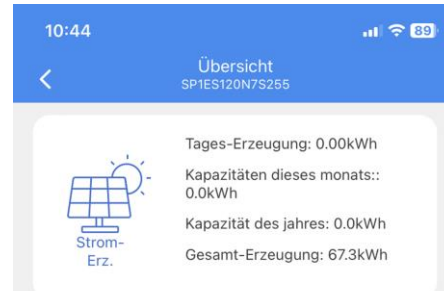 10:44
89
Übersicht
SP1ES120N7S255
Tages-Erzeugung: 0.00kWh
Kapazitäten dieses monats::
0.0kWh
Kapazität des jahres: 0.0kWh
Gesamt-Erzeugung: 67.3kWh
Strom-
Erz.